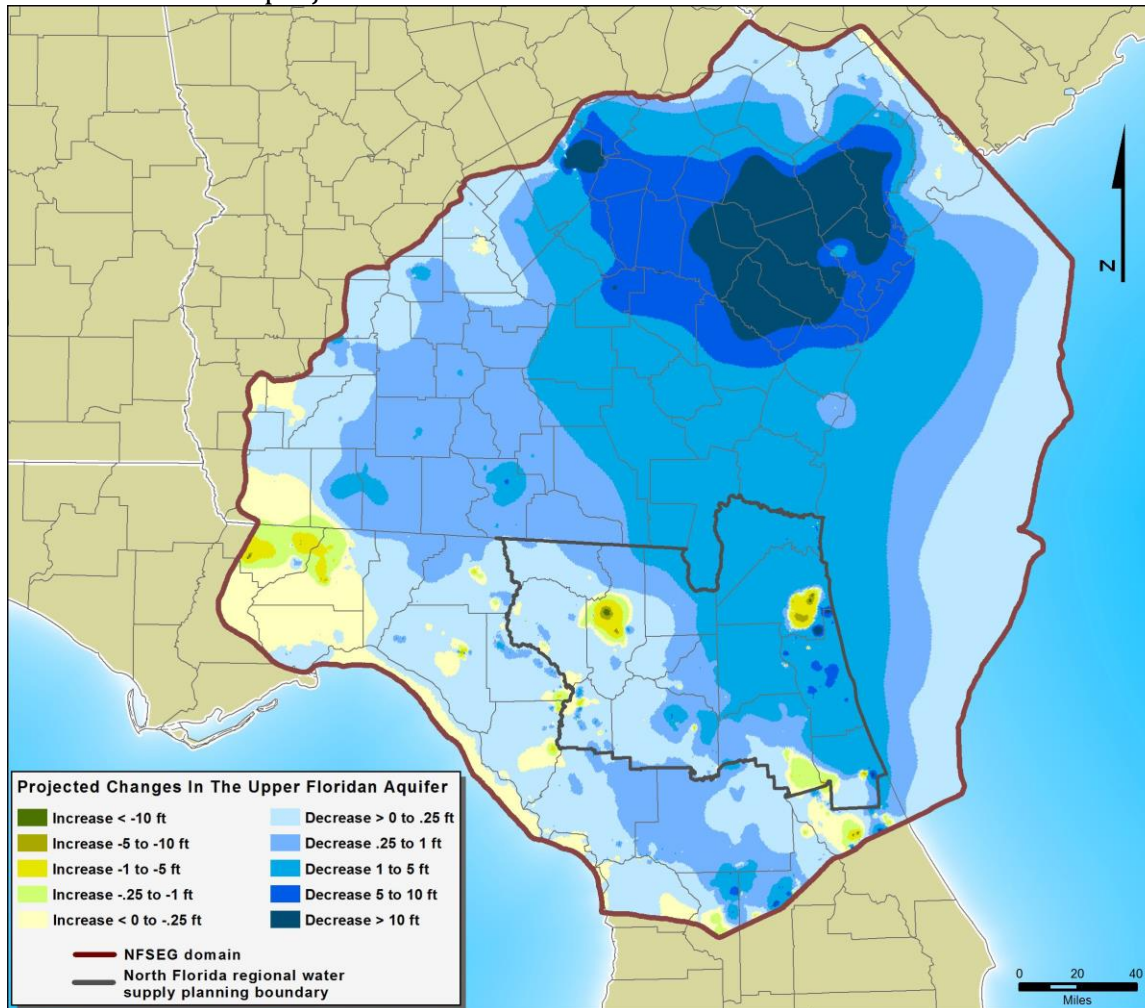 N
Projected Changes In The Upper Floridan Aquifer
Increase < -10 ft
Increase -5 to -10 ft
Increase -1 to -5 ft
Increase -.25 to -1 ft
Increase < 0 to -.25 ft
Decrease > 0 to .25 ft
Decrease .25 to 1 ft
Decrease 1 to 5 ft
Decrease 5 to 10 ft
Decrease > 10 ft
NFSEG domain
North Florida regional water
supply planning boundary
0 20 40
Miles